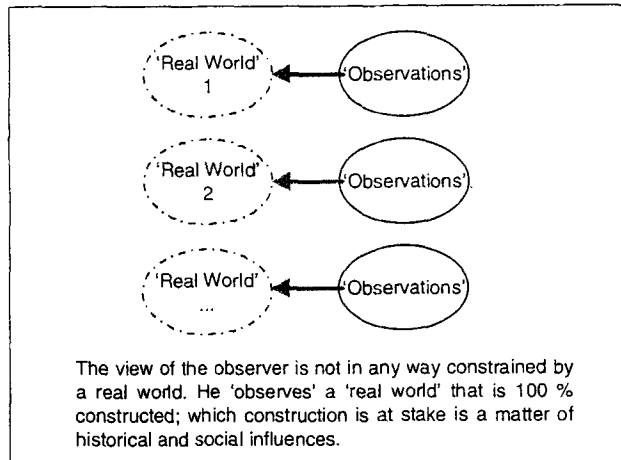 'Real World' 'Observations'
1
'Real World' 'Observations'
2
'Real World' 'Observations'
...
The view of the observer is not in any way constrained by
a real world. He 'observes' a 'real world' that is 100 %
constructed; which construction is at stake is a matter of
historical and social influences.